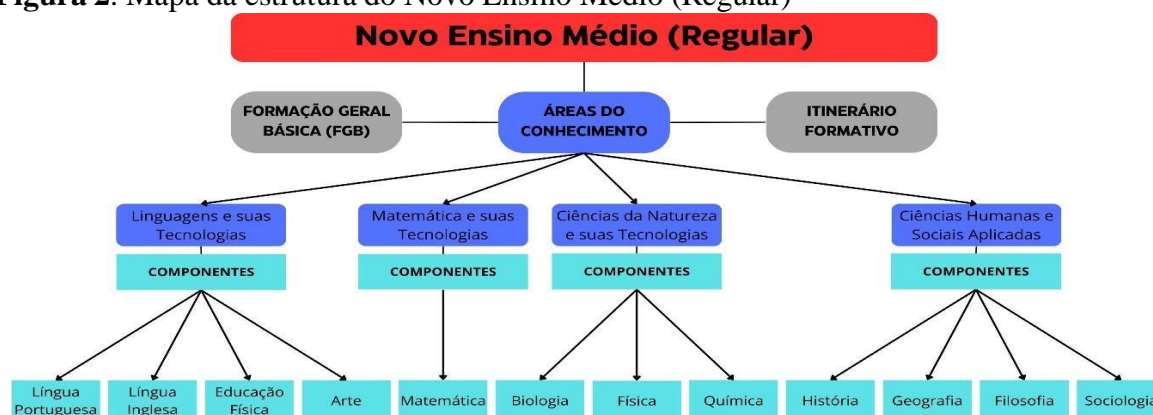 Figura 2: Mapa da estrutura do Novo Ensino Médio (Regular)
Novo Ensino Médio (Regular)
FORMAÇÃO GERAL
BÁSICA (FGB)
ÁREAS DO
CONHECIMENTO
ITINERÁRIO
FORMATIVO
Linguagens e suas
Tecnologias
Matemática e suas
Tecnologias
Ciências da Natureza
e suas Tecnologias
Ciências Humanas e
Sociais Aplicadas
COMPONENTES
COMPONENTES
COMPONENTES
COMPONENTES
Língua
Portuguesa
Língua
Inglesa
Educação
Física
Arte
Matemática
Biologia
Física
Química
História
Geografia
Filosofia
Sociologia